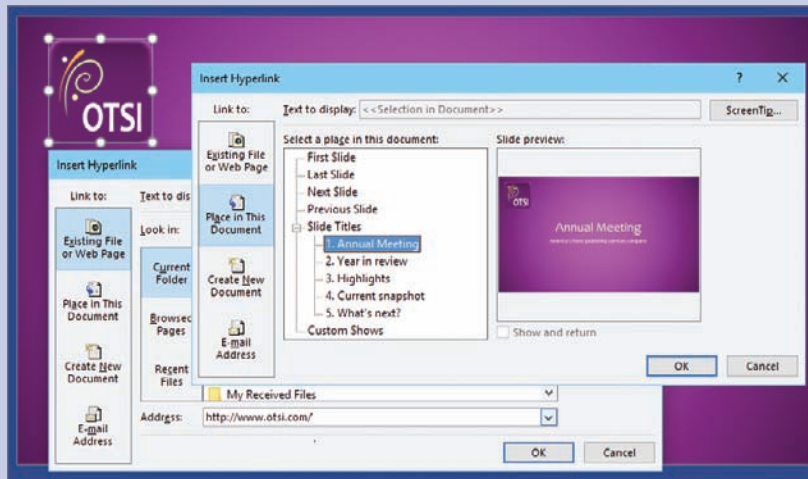 OTSI
Insert Hyperlink
? X
Link to:
Text to display: <<Selection in Document>>
ScreenTip...
Existing File
or Web Page
Place in This
Document
Create New
Document
E-mail
Address
Select a place in this document:
First Slide
Last Slide
Next Slide
Previous Slide
Slide Titles
1. Annual Meeting
2. Year in review
3. Highlights
4. Current snapshot
5. What's next?
Custom Shows
Slide preview:
OTSI
Annual Meeting
Show and return
OK
Cancel
Insert Hyperlink
Link to:
Text to dis
Existing File
or Web Page
Place in This
Document
Create New
Document
E-mail
Address
Look in:
Current
Folder
Browsed
Pages
Recent
Files
My Received Files
Address:
http://www.otsi.com/
OK
Cancel